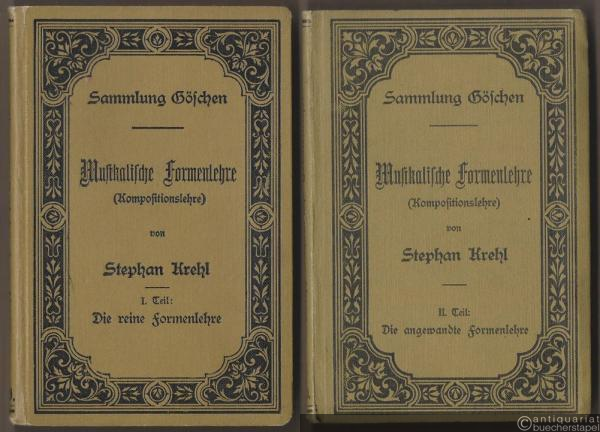 Sammlung Göschen
Musikalische Formenlehre
(Kompositionslehre)
von
Stephan Krehl
I. Teil:
Die reine Formenlehre
Sammlung Göschen
Musikalische Formenlehre
(Kompositionslehre)
von
Stephan Krehl
II. Teil:
Die angewandte Formenlehre
antiquariat
buecherstapel